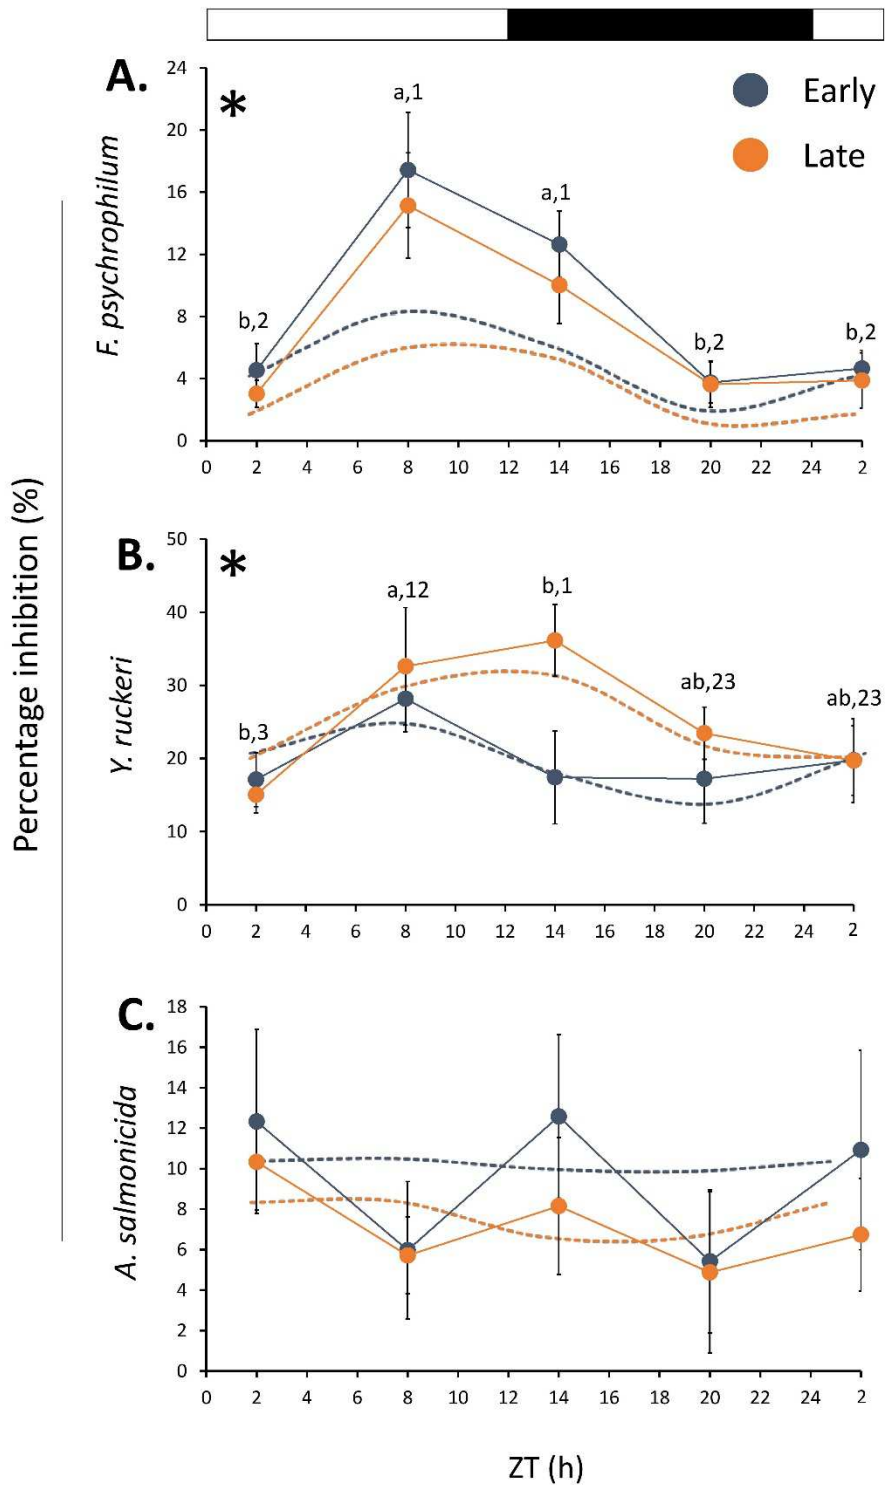 A.
*
Early
Late
F. psychrophilum
24
20
16
12
8
4
0
b,2
a,1
a,1
b,2
b,2
0 2 4 6 8 10 12 14 16 18 20 22 24 2
Percentage inhibition (%)
B.
*
Y. ruckeri
50
40
30
20
10
0
b,3
a,12
b,1
ab,23
ab,23
0 2 4 6 8 10 12 14 16 18 20 22 24 2
C.
A. salmonicida
18
16
14
12
10
8
6
4
2
0
0 2 4 6 8 10 12 14 16 18 20 22 24 2
ZT (h)